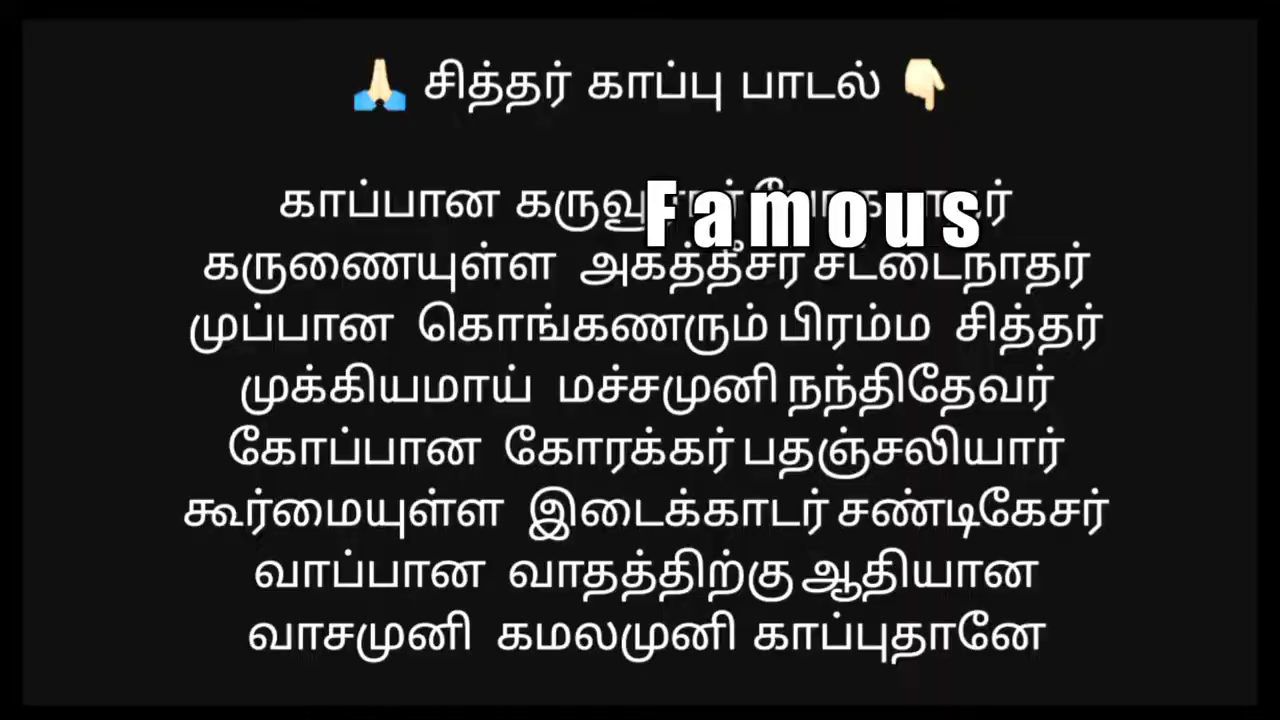 🙏🏻 சித்தர் காப்பு பாடல் 👇🏻
காப்பான
Famous
கருணையுள்ள அகத்தீசர் சட்டைநாதர்
முப்பான கொங்கணரும் பிரம்ம சித்தர்
முக்கியமாய் மச்சமுனி நந்திதேவர்
கோப்பான கோரக்கர் பதஞ்சலியார்
கூர்மையுள்ள இடைக்காடர் சண்டிகேசர்
வாப்பான வாதத்திற்கு ஆதியான
வாசமுனி கமலமுனி காப்புதானே